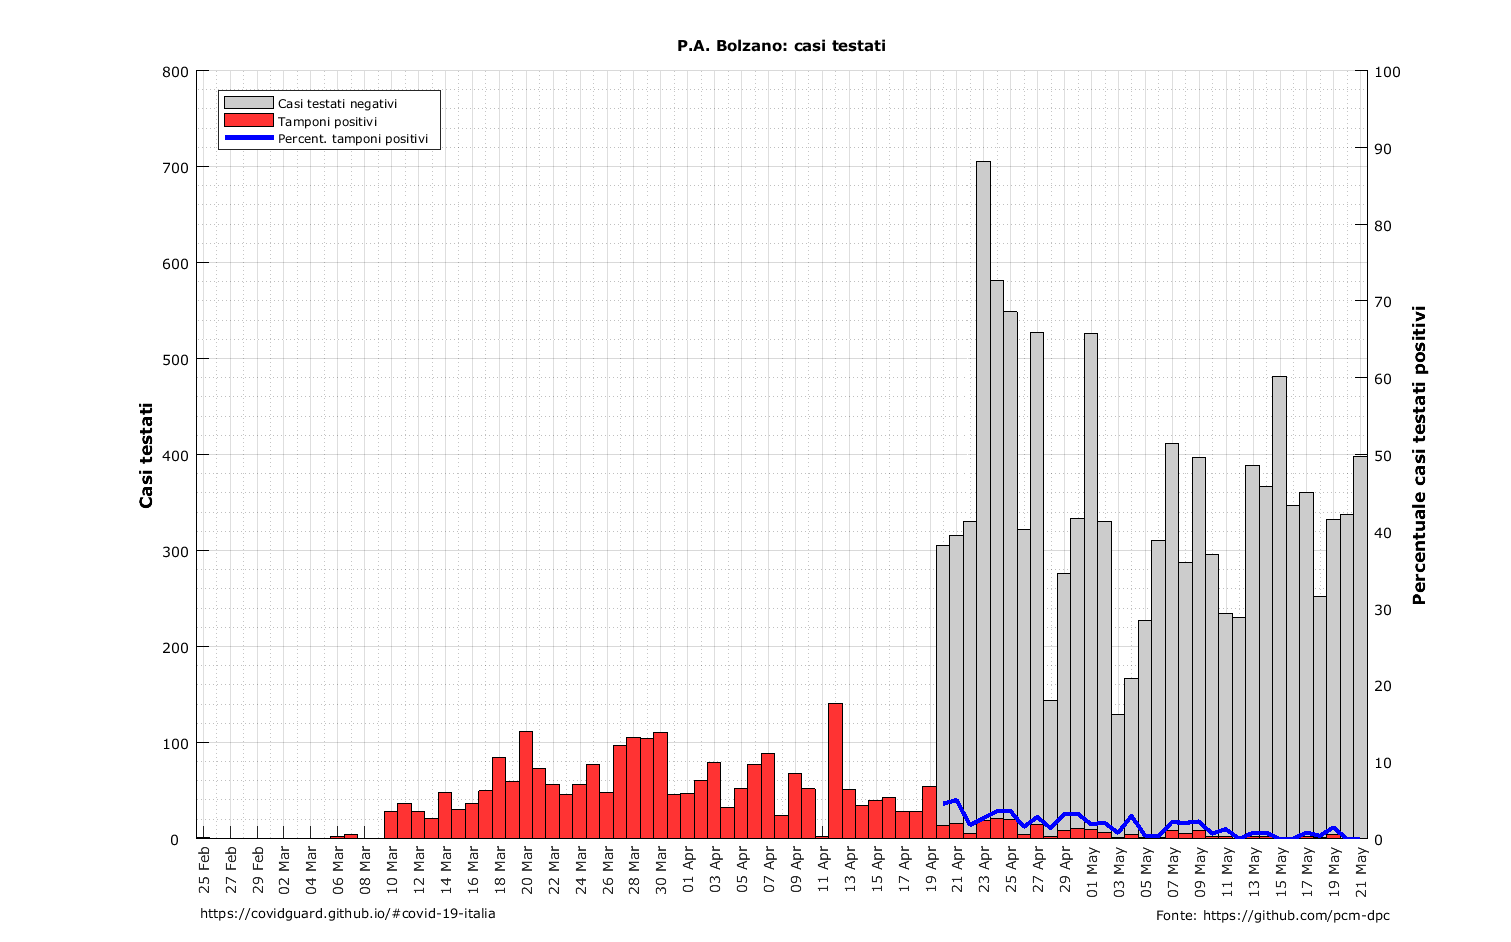 P.A. Bolzano: casi testati
Casi testati negativi
Tamponi positivi
Percent. tamponi positivi
Casi testati
800
700
600
500
400
300
200
100
0
100
90
80
70
60
50
40
30
20
10
0
Percentuale casi testati positivi
25 Feb
27 Feb
29 Feb
02 Mar
04 Mar
06 Mar
08 Mar
10 Mar
12 Mar
14 Mar
16 Mar
18 Mar
20 Mar
22 Mar
24 Mar
26 Mar
28 Mar
30 Mar
01 Apr
03 Apr
05 Apr
07 Apr
09 Apr
11 Apr
13 Apr
15 Apr
17 Apr
19 Apr
21 Apr
23 Apr
25 Apr
27 Apr
29 Apr
01 May
03 May
05 May
07 May
09 May
11 May
13 May
15 May
17 May
19 May
21 May
https://covidguard.github.io/#covid-19-italia
Fonte: https://github.com/pcm-dpc